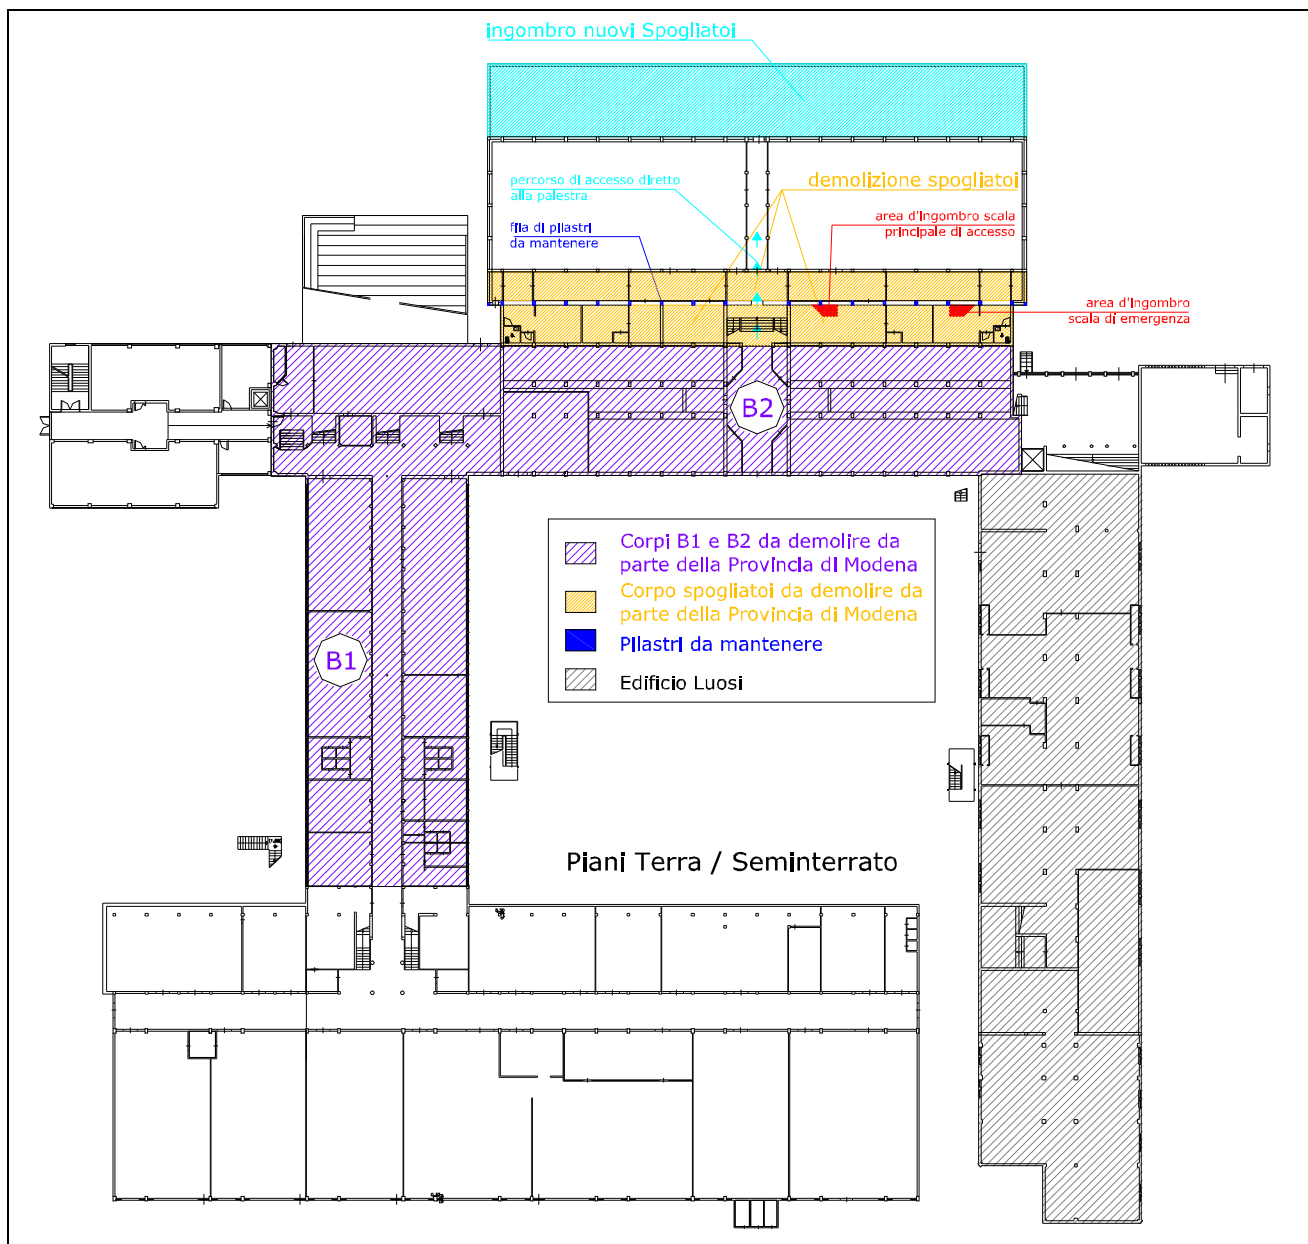 ingombro nuovi Spogliatoi
percorso di accesso diretto
alla palestra
demolizione spogliatoi
fila di pilastri
da mantenere
area d'ingombro scala
principale di accesso
area d'ingombro
scala di emergenza
B2
Corpi B1 e B2 da demolire da
parte della Provincia di Modena
Corpo spogliatoi da demolire da
parte della Provincia di Modena
Pilastri da mantenere
Edificio Luosi
B1
Piani Terra / Seminterrato